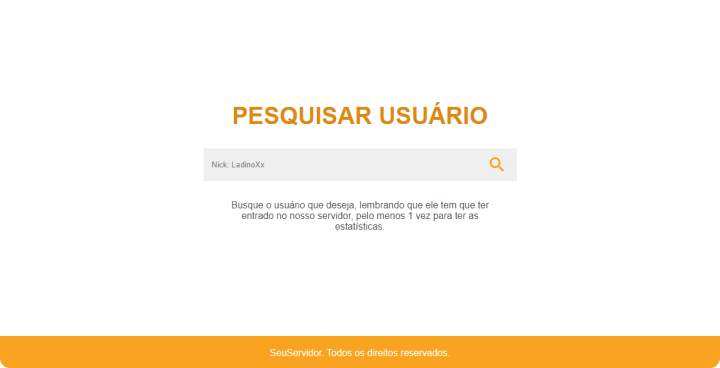 PESQUISAR USUÁRIO
Nick: LadinoXx
Busque o usuário que deseja, lembrando que ele tem que ter
entrado no nosso servidor, pelo menos 1 vez para ter as
estatísticas.
SeuServidor. Todos os direitos reservados.